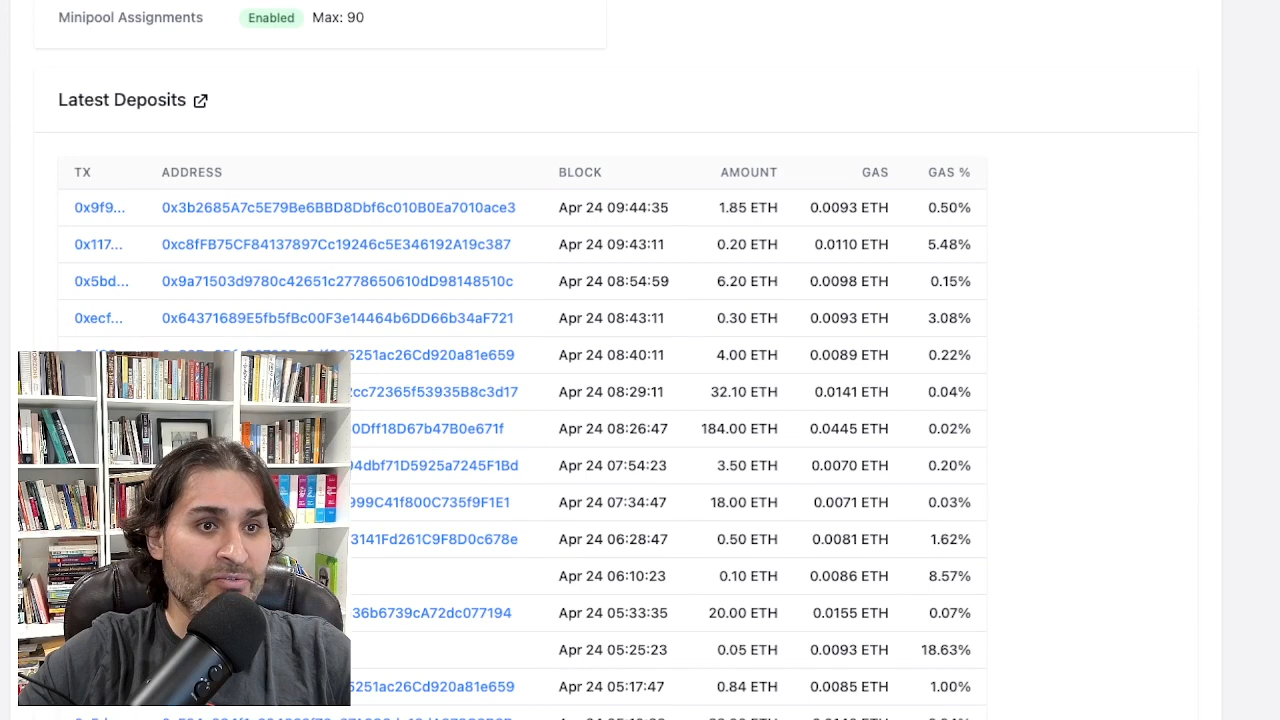 Minipool Assignments Enabled Max: 90
Latest Deposits
TX ADDRESS BLOCK AMOUNT GAS GAS %
0x9f9... 0x3b2685A7c5E79Be6BBD8Dbf6c010B0Ea7010ace3 Apr 24 09:44:35 1.85 ETH 0.0093 ETH 0.50%
0x117... 0xc8fFB75CF84137897Cc19246c5E346192A19c387 Apr 24 09:43:11 0.20 ETH 0.0110 ETH 5.48%
0x5bd... 0x9a71503d9780c42651c2778650610dD98148510c Apr 24 08:54:59 6.20 ETH 0.0098 ETH 0.15%
0xecf... 0x64371689E5fb5fBc00F3e14464b6DD66b34aF721 Apr 24 08:43:11 0.30 ETH 0.0093 ETH 3.08%
5251ac26Cd920a81e659 Apr 24 08:40:11 4.00 ETH 0.0089 ETH 0.22%
cc72365f53935B8c3d17 Apr 24 08:29:11 32.10 ETH 0.0141 ETH 0.04%
0Dff18D67b47B0e671f Apr 24 08:26:47 184.00 ETH 0.0445 ETH 0.02%
4dbf71D5925a7245F1Bd Apr 24 07:54:23 3.50 ETH 0.0070 ETH 0.20%
999C41f800C735f9F1E1 Apr 24 07:34:47 18.00 ETH 0.0071 ETH 0.03%
3141Fd261C9F8D0c678e Apr 24 06:28:47 0.50 ETH 0.0081 ETH 1.62%
Apr 24 06:10:23 0.10 ETH 0.0086 ETH 8.57%
36b6739cA72dc077194 Apr 24 05:33:35 20.00 ETH 0.0155 ETH 0.07%
Apr 24 05:25:23 0.05 ETH 0.0093 ETH 18.63%
5251ac26Cd920a81e659 Apr 24 05:17:47 0.84 ETH 0.0085 ETH 1.00%